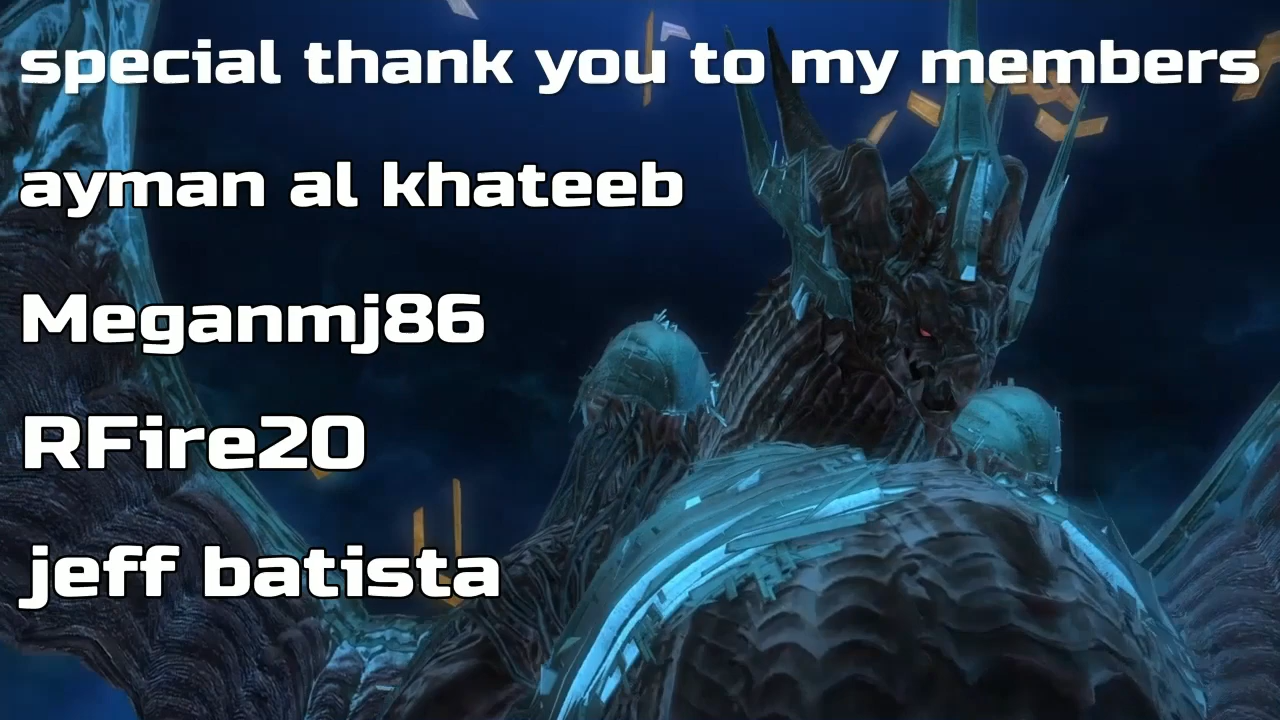 special thank you to my members
ayman al khateeb
Meganmj86
RFire20
jeff batista